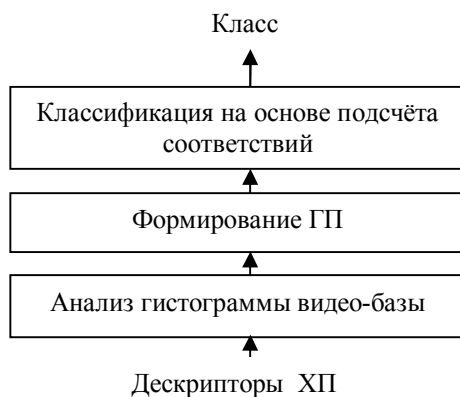 Класс
Классификация на основе подсчёта
соответствий
Формирование ГП
Анализ гистограммы видео-базы
Дескрипторы ХП